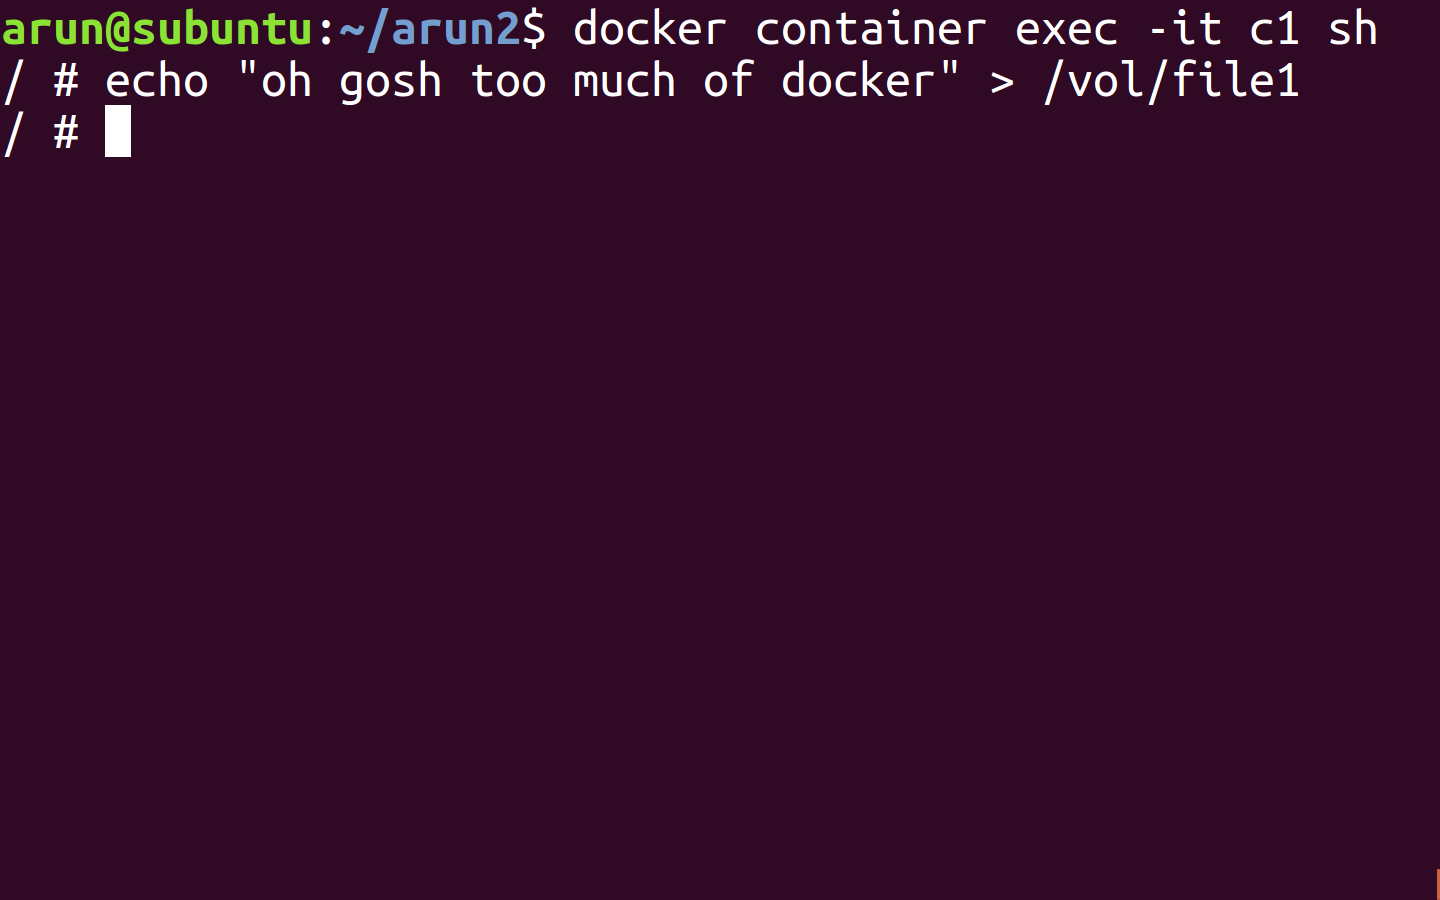 arun@subuntu:~/arun2$ docker container exec -it c1 sh
/ # echo "oh gosh too much of docker" > /vol/file1
/ #